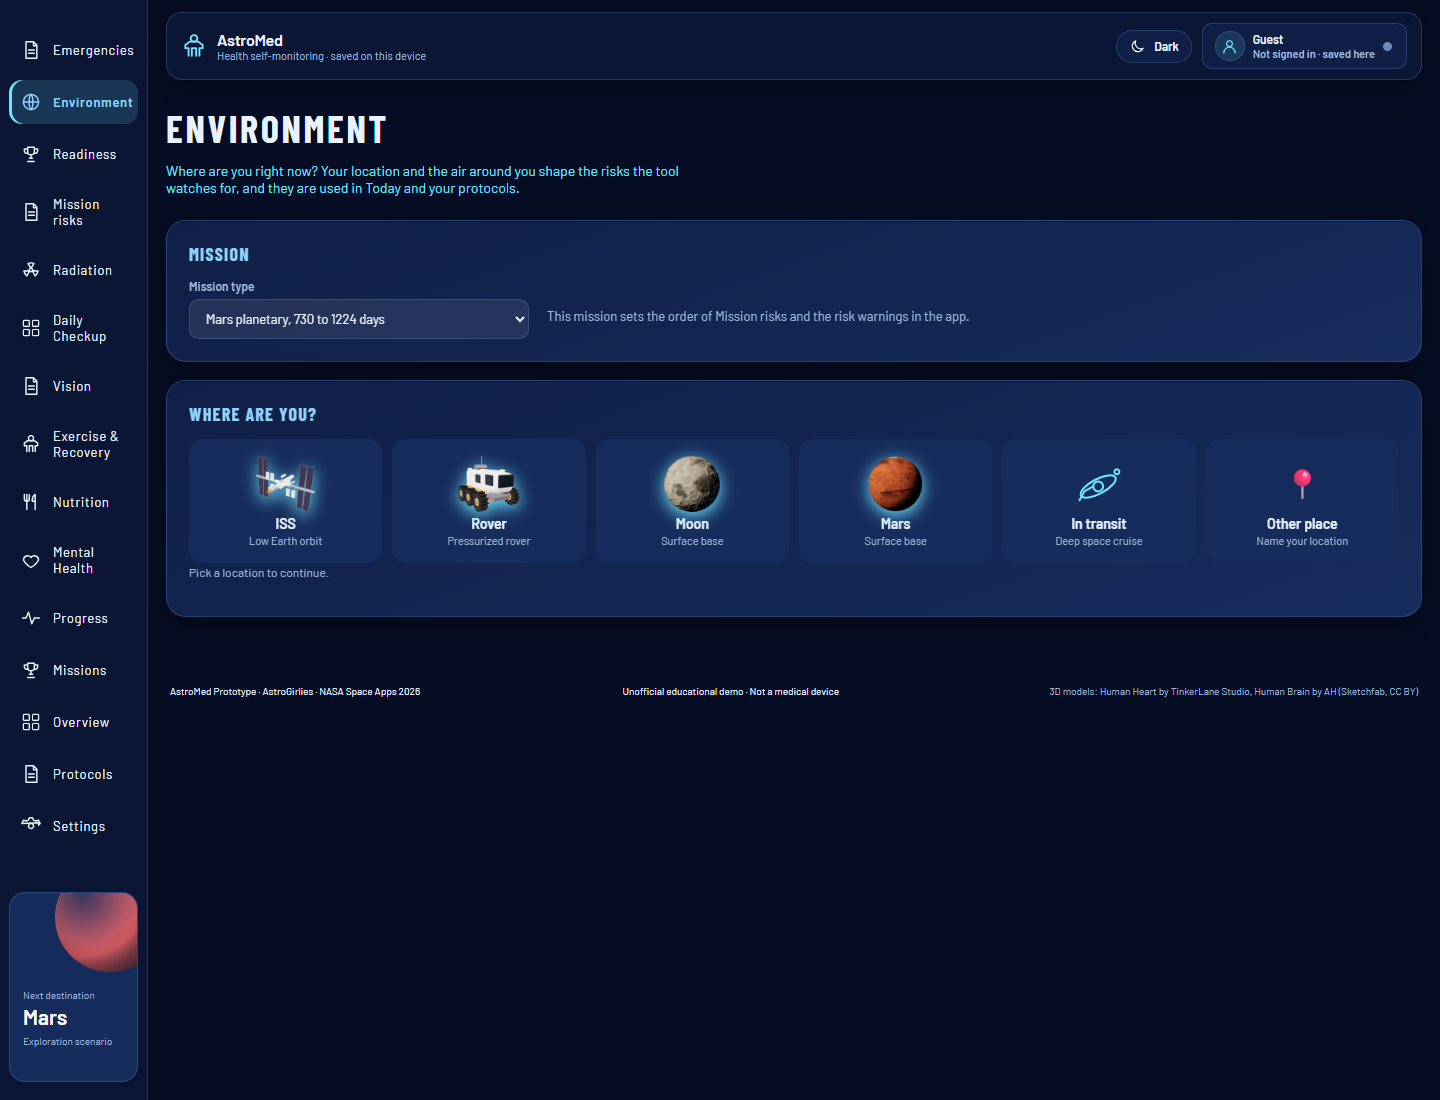 Emergencies
Environment
Readiness
Mission
risks
Radiation
Daily
Checkup
Vision
Exercise &
Recovery
Nutrition
Mental
Health
Progress
Missions
Overview
Protocols
Settings
Next destination
Mars
Exploration scenario
AstroMed
Health self-monitoring · saved on this device
Dark
Guest
Not signed in · saved here
ENVIRONMENT
Where are you right now? Your location and the air around you shape the risks the tool
watches for, and they are used in Today and your protocols.
MISSION
Mission type
Mars planetary, 730 to 1224 days
This mission sets the order of Mission risks and the risk warnings in the app.
WHERE ARE YOU?
ISS
Low Earth orbit
Rover
Pressurized rover
Moon
Surface base
Mars
Surface base
In transit
Deep space cruise
Other place
Name your location
Pick a location to continue.
AstroMed Prototype · AstroGirlies · NASA Space Apps 2026
Unofficial educational demo · Not a medical device
3D models: Human Heart by TinkerLane Studio, Human Brain by AH (Sketchfab, CC BY)